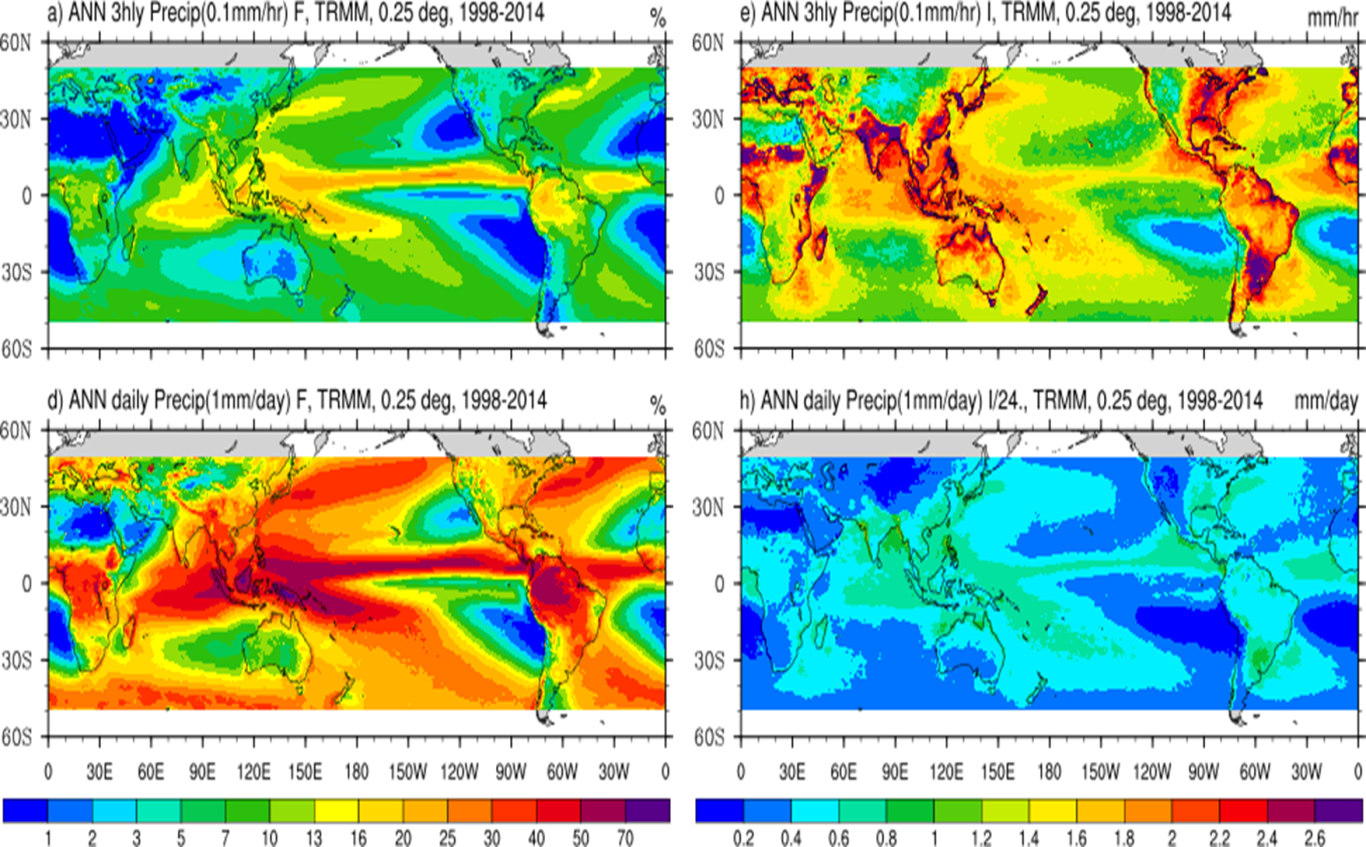 a) ANN 3hly Precip(0.1mm/hr) F, TRMM, 0.25 deg, 1998-2014 %
60N
30N
0
30S
60S
e) ANN 3hly Precip(0.1mm/hr) I, TRMM, 0.25 deg, 1998-2014 mm/hr
60N
30N
0
30S
60S
d) ANN daily Precip(1mm/day) F, TRMM, 0.25 deg, 1998-2014 %
60N
30N
0
30S
60S
0 30E 60E 90E 120E 150E 180 150W 120W 90W 60W 30W 0
1 2 3 5 7 10 13 16 20 25 30 40 50 70
h) ANN daily Precip(1mm/day) I/24., TRMM, 0.25 deg, 1998-2014 mm/day
60N
30N
0
30S
60S
0 30E 60E 90E 120E 150E 180 150W 120W 90W 60W 30W 0
0.2 0.4 0.6 0.8 1 1.2 1.4 1.6 1.8 2 2.2 2.4 2.6